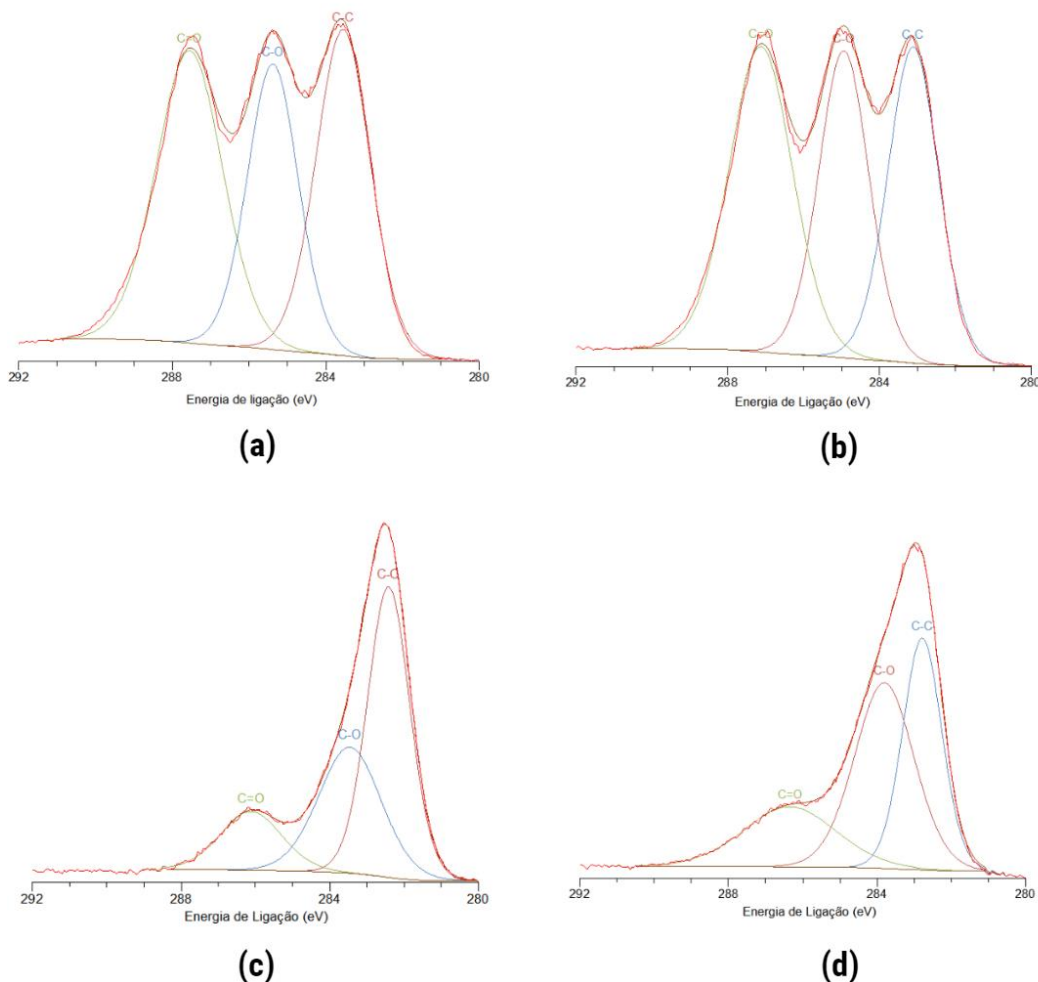 C=O C-O C-C
292 288 284 280
Energia de ligação (eV)
(a)
C=O C-O C-C
292 288 284 280
Energia de Ligação (eV)
(b)
C-C
C-O
C=O
292 288 284 280
Energia de Ligação (eV)
(c)
C-C
C-O
C=O
292 288 284 280
Energia de Ligação (eV)
(d)